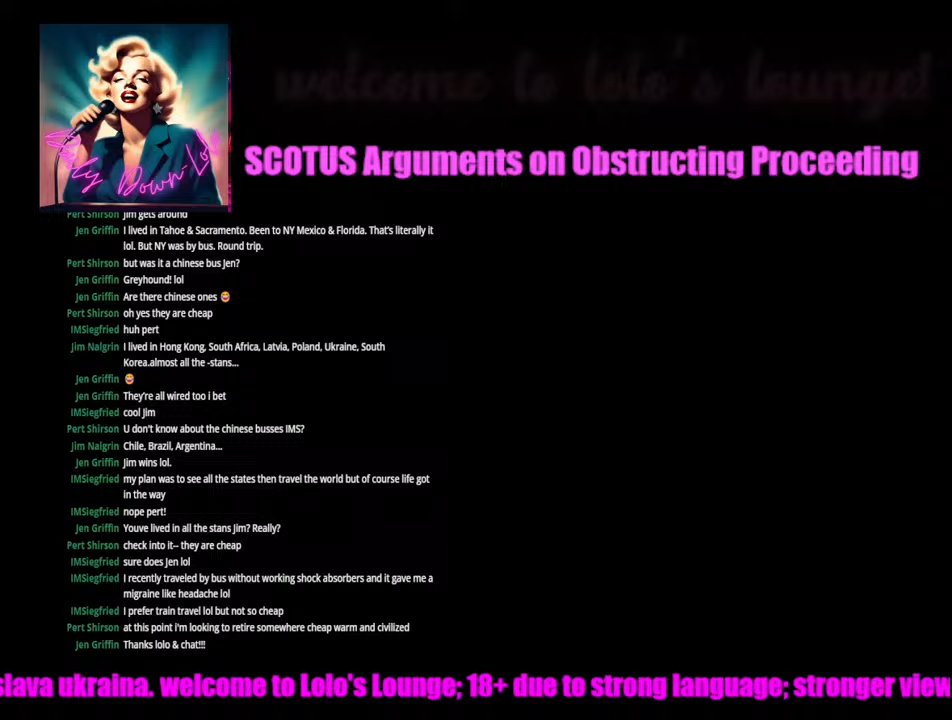 welcome to lolo's lounge!
Down Lolo
SCOTUS Arguments on Obstructing Proceeding
Pert Shirson Jim gets around
Jen Griffin I lived in Tahoe & Sacramento. Been to NY Mexico & Florida. That's literally it
lol. But NY was by bus. Round trip.
Pert Shirson but was it a chinese bus Jen?
Jen Griffin Greyhound! lol
Jen Griffin Are there chinese ones 😆
Pert Shirson oh yes they are cheap
IMSiegfried huh pert
Jim Nalgrin I lived in Hong Kong, South Africa, Latvia, Poland, Ukraine, South
Korea.almost all the -stans...
Jen Griffin 😆
Jen Griffin They're all wired too i bet
IMSiegfried cool Jim
Pert Shirson U don't know about the chinese busses IMS?
Jim Nalgrin Chile, Brazil, Argentina...
Jen Griffin Jim wins lol.
IMSiegfried my plan was to see all the states then travel the world but of course life got
in the way
IMSiegfried nope pert!
Jen Griffin Youve lived in all the stans Jim? Really?
Pert Shirson check into it-- they are cheap
IMSiegfried sure does Jen lol
IMSiegfried I recently traveled by bus without working shock absorbers and it gave me a
migraine like headache lol
IMSiegfried I prefer train travel lol but not so cheap
Pert Shirson at this point i'm looking to retire somewhere cheap warm and civilized
Jen Griffin Thanks lolo & chat!!!
slava ukraina. welcome to Lolo's Lounge; 18+ due to strong language; stronger view